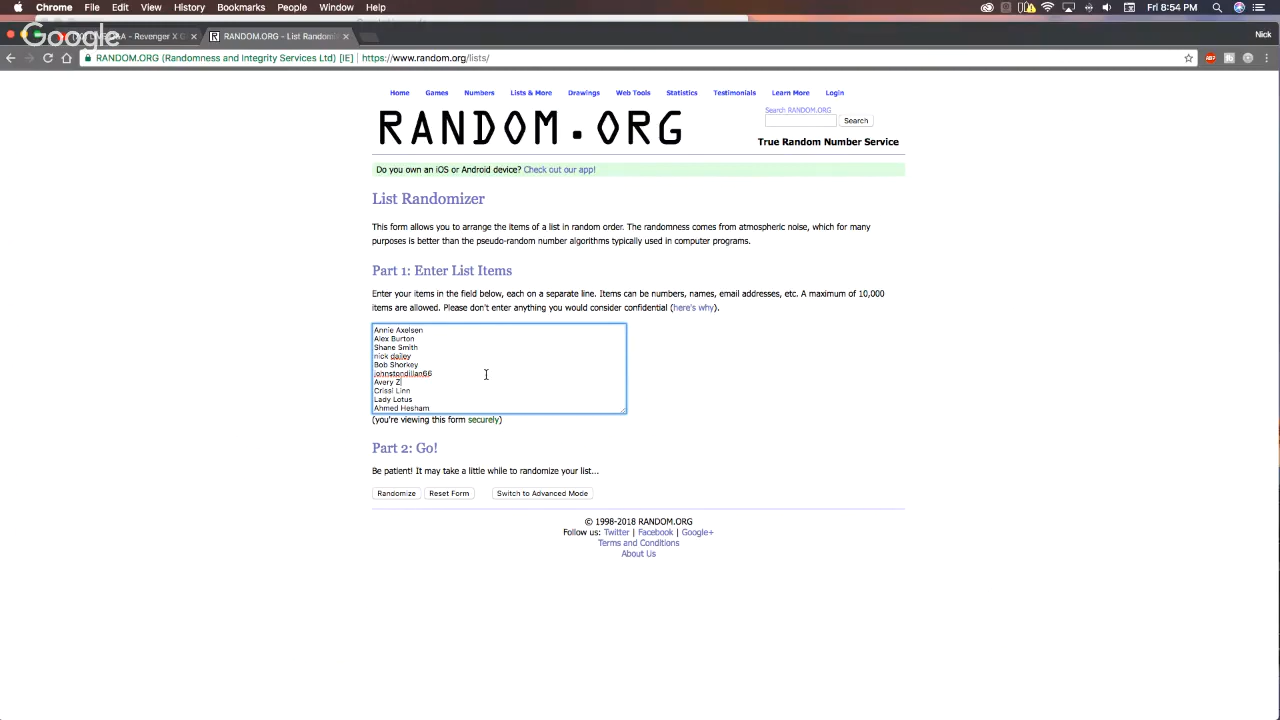 Chrome File Edit View History Bookmarks People Window Help Fri 8:54 PM
Google
A - Revenger X G RANDOM.ORG - List Random Nick
RANDOM.ORG (Randomness and Integrity Services Ltd) [IE] https://www.random.org/lists/
Home Games Numbers Lists & More Drawings Web Tools Statistics Testimonials Learn More Login
RANDOM.ORG
Search RANDOM.ORG
Search
True Random Number Service
Do you own an iOS or Android device? Check out our app!
List Randomizer
This form allows you to arrange the items of a list in random order. The randomness comes from atmospheric noise, which for many
purposes is better than the pseudo-random number algorithms typically used in computer programs.
Part 1: Enter List Items
Enter your items in the field below, each on a separate line. Items can be numbers, names, email addresses, etc. A maximum of 10,000
items are allowed. Please don't enter anything you would consider confidential (here's why).
Annie Axelsen
Alex Burton
Shane Smith
nick dailey
Bob Shorkey
johnstondillan66
Avery Z
Crissi Linn
Lady Lotus
Ahmed Hesham
(you're viewing this form securely)
Part 2: Go!
Be patient! It may take a little while to randomize your list...
Randomize Reset Form Switch to Advanced Mode
© 1998-2018 RANDOM.ORG
Follow us: Twitter | Facebook | Google+
Terms and Conditions
About Us